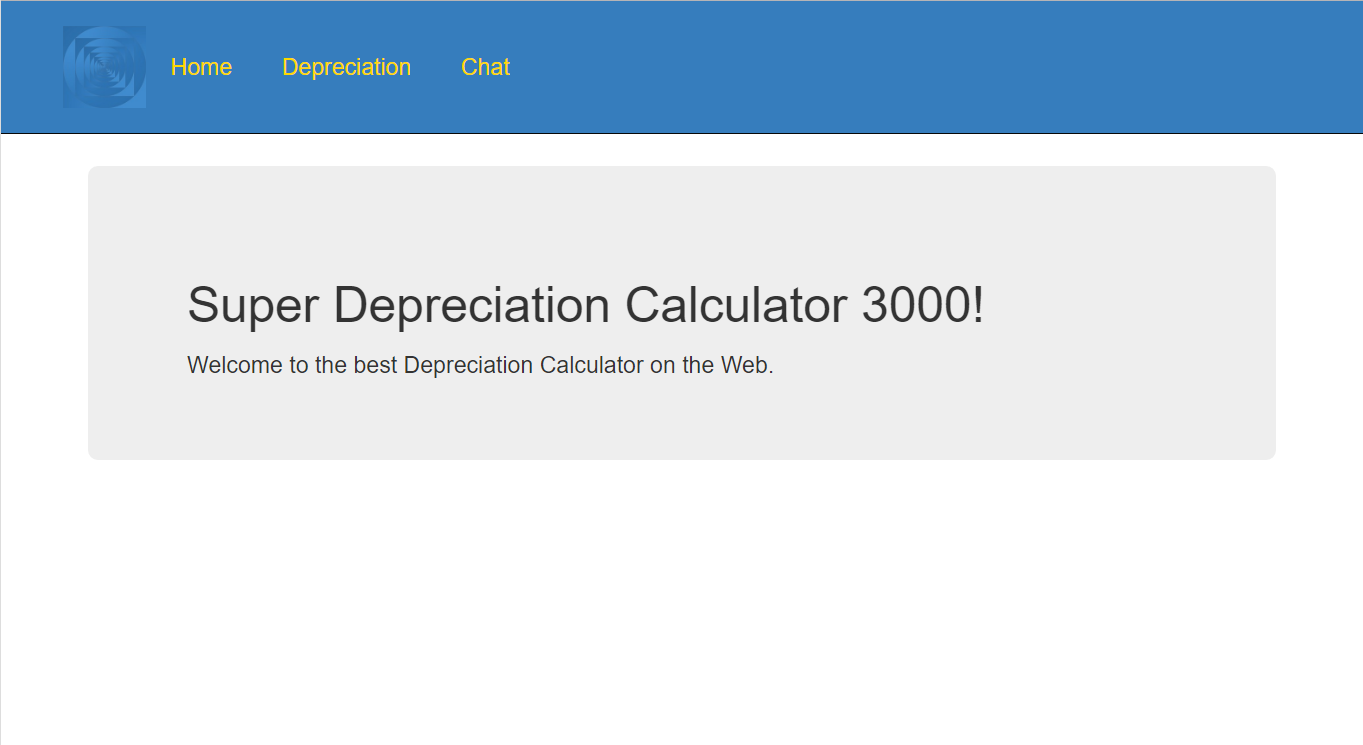 Home Depreciation Chat
Super Depreciation Calculator 3000!
Welcome to the best Depreciation Calculator on the Web.